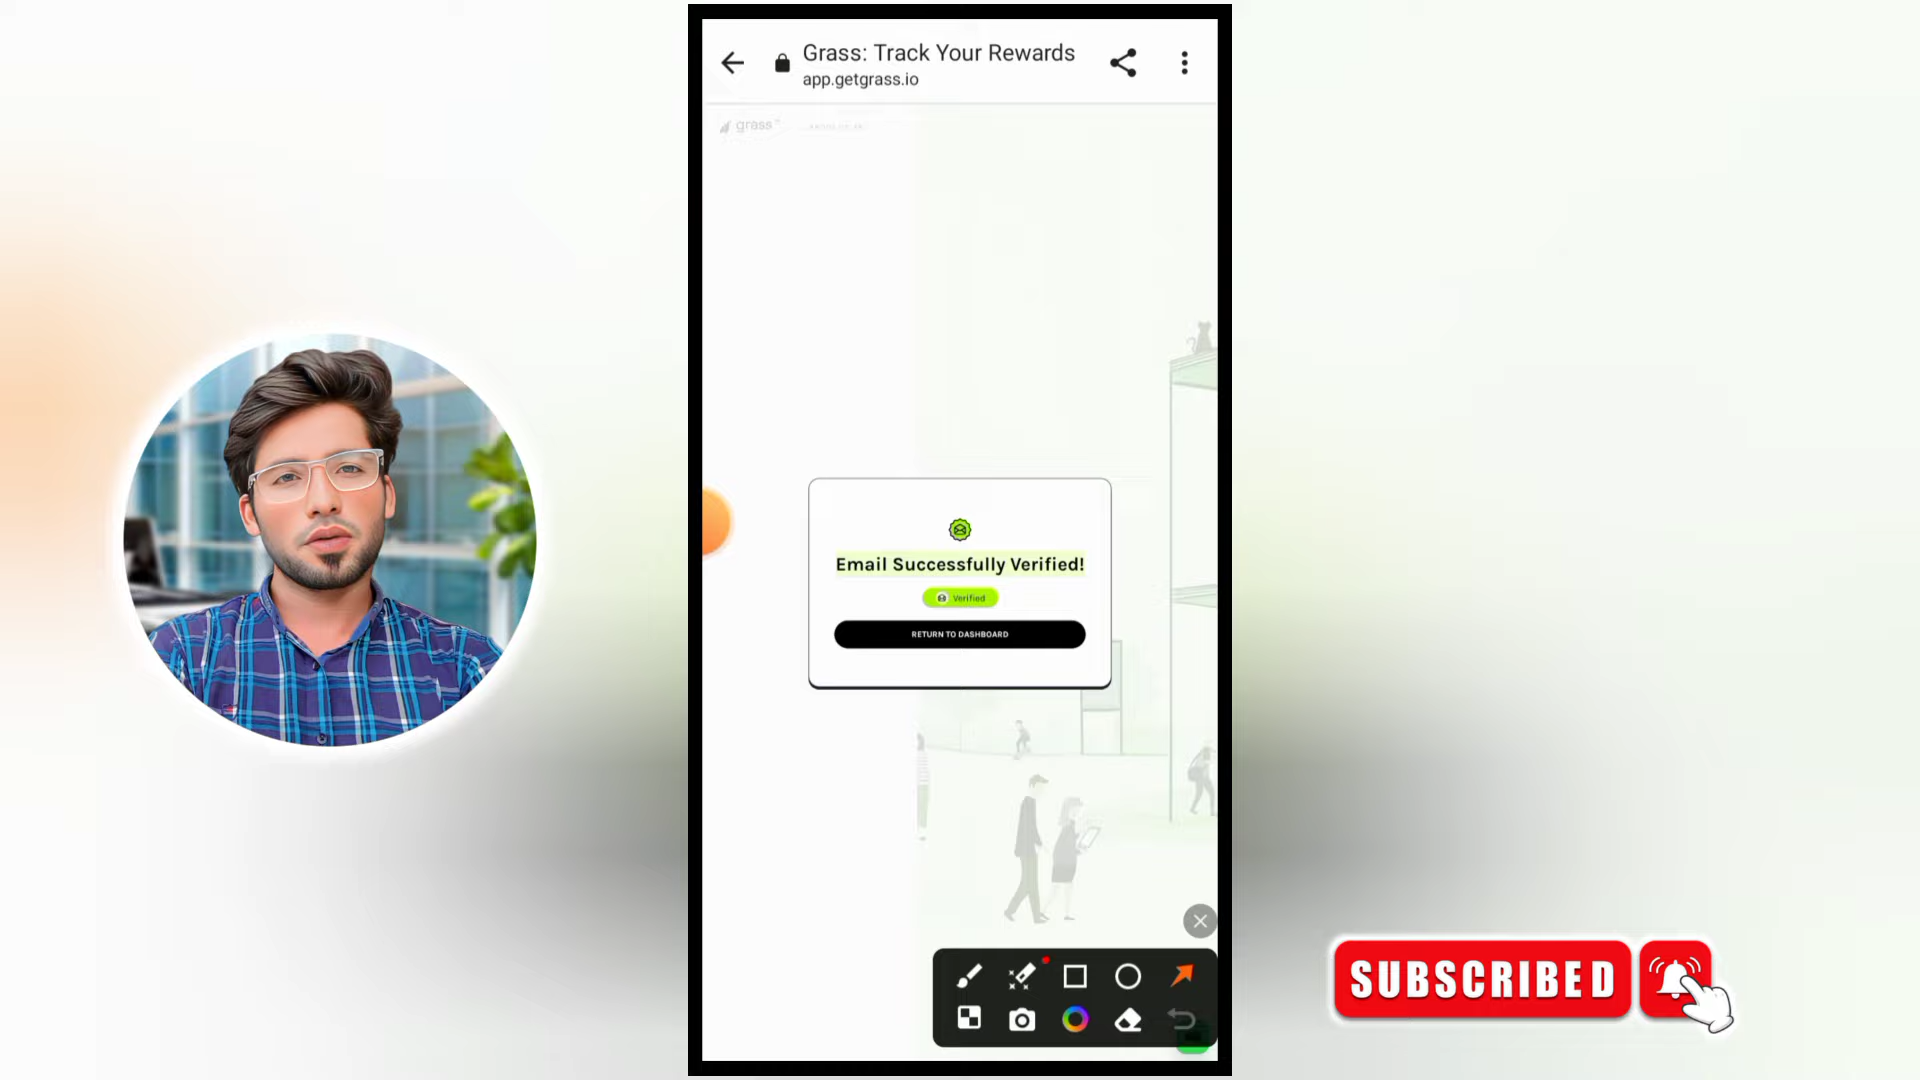 Grass: Track Your Rewards
app.getgrass.io
grass
Email Successfully Verified!
Verified
RETURN TO DASHBOARD
SUBSCRIBED